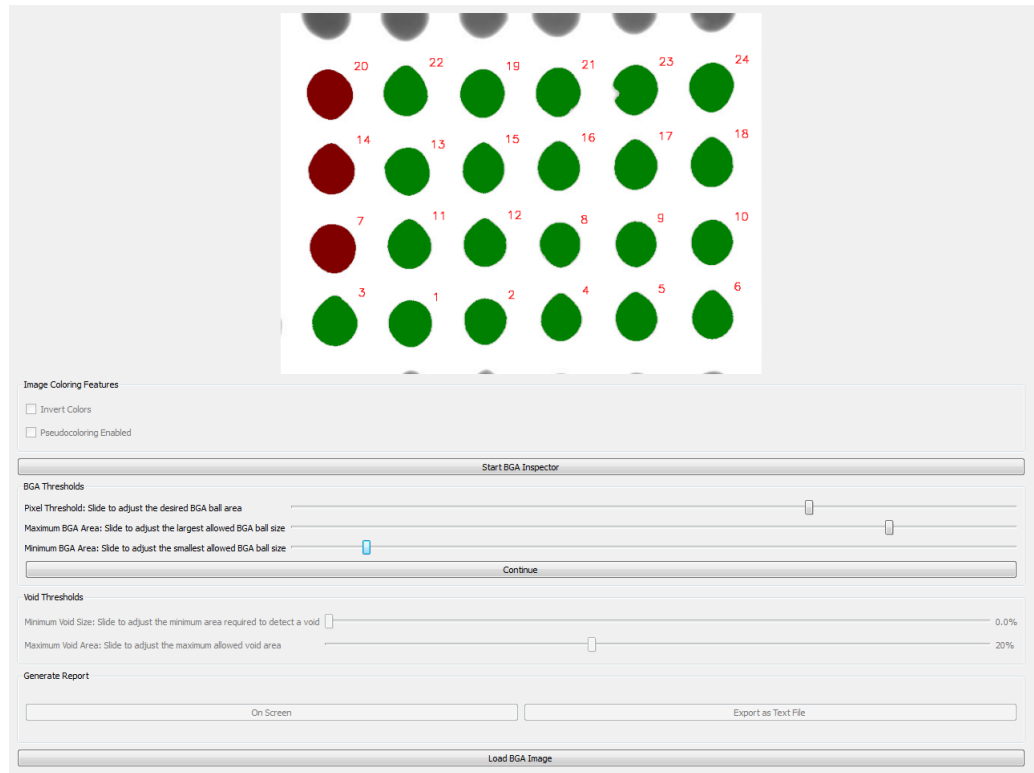 20 22 19 21 23 24
14 13 15 16 17 18
7 11 12 8 9 10
3 1 2 4 5 6
Image Coloring Features
Invert Colors
Pseudocoloring Enabled
Start BGA Inspector
BGA Thresholds
Pixel Threshold: Slide to adjust the desired BGA ball area
Maximum BGA Area: Slide to adjust the largest allowed BGA ball size
Minimum BGA Area: Slide to adjust the smallest allowed BGA ball size
Continue
Void Thresholds
Minimum Void Size: Slide to adjust the minimum area required to detect a void 0.0%
Maximum Void Area: Slide to adjust the maximum allowed void area 20%
Generate Report
On Screen Export as Text File
Load BGA Image